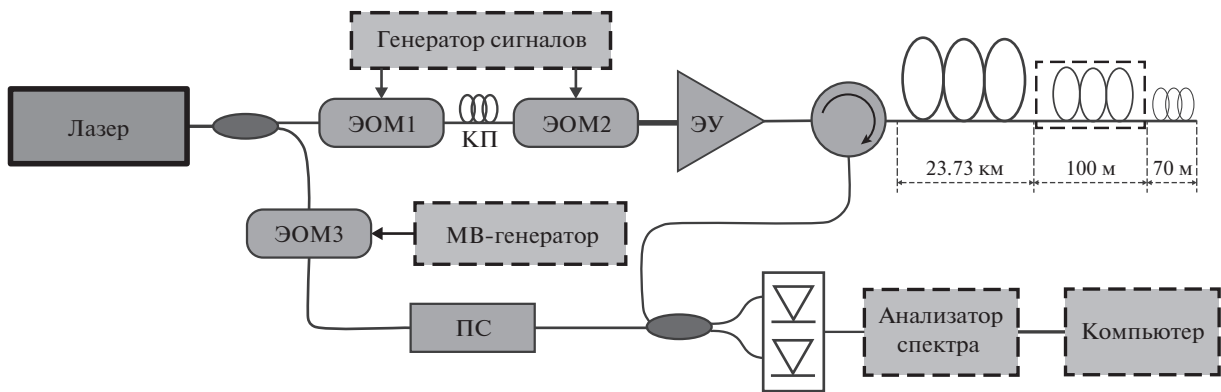 Генератор сигналов
Лазер
ЭОМ1
КП
ЭОМ2
ЭУ
23.73 км
100 м
70 м
ЭОМ3
МВ-генератор
ПС
Анализатор
спектра
Компьютер